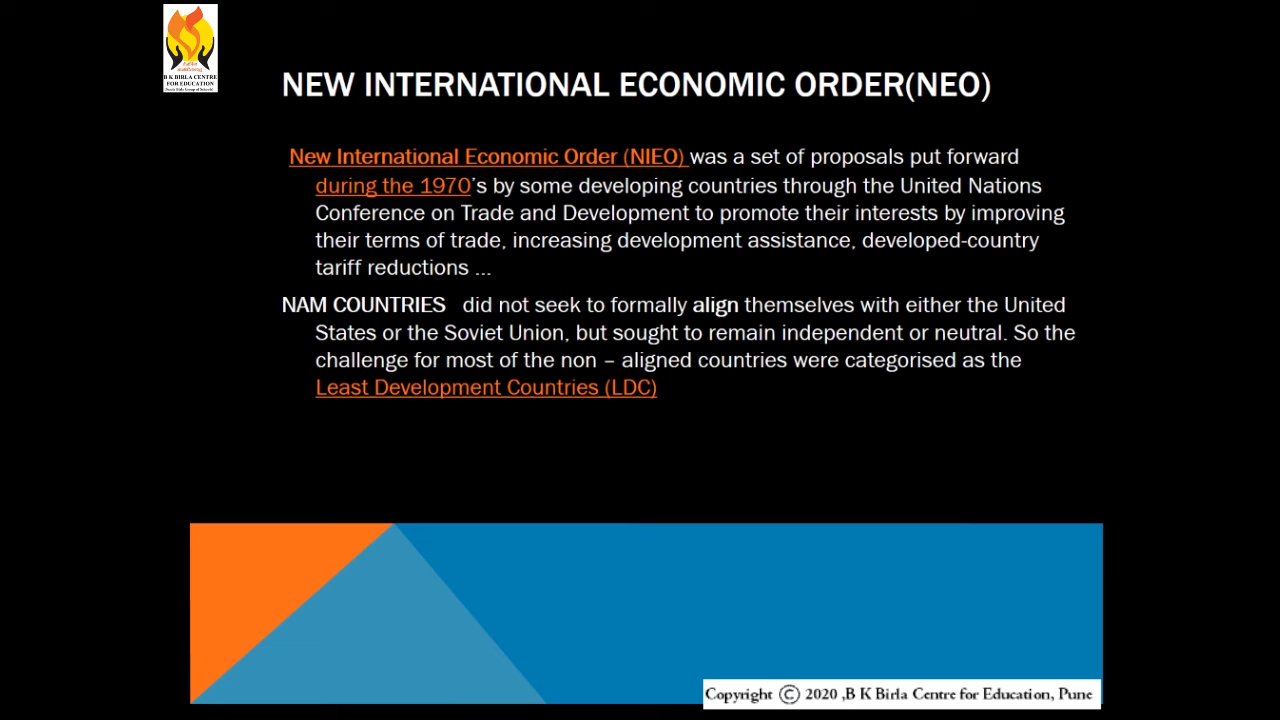 B K BIRLA CENTRE
FOR EDUCATION
NEW INTERNATIONAL ECONOMIC ORDER(NEO)
New International Economic Order (NIEO) was a set of proposals put forward
during the 1970's by some developing countries through the United Nations
Conference on Trade and Development to promote their interests by improving
their terms of trade, increasing development assistance, developed-country
tariff reductions ...
NAM COUNTRIES did not seek to formally align themselves with either the United
States or the Soviet Union, but sought to remain independent or neutral. So the
challenge for most of the non – aligned countries were categorised as the
Least Development Countries (LDC)
Copyright © 2020 ,B K Birla Centre for Education, Pune